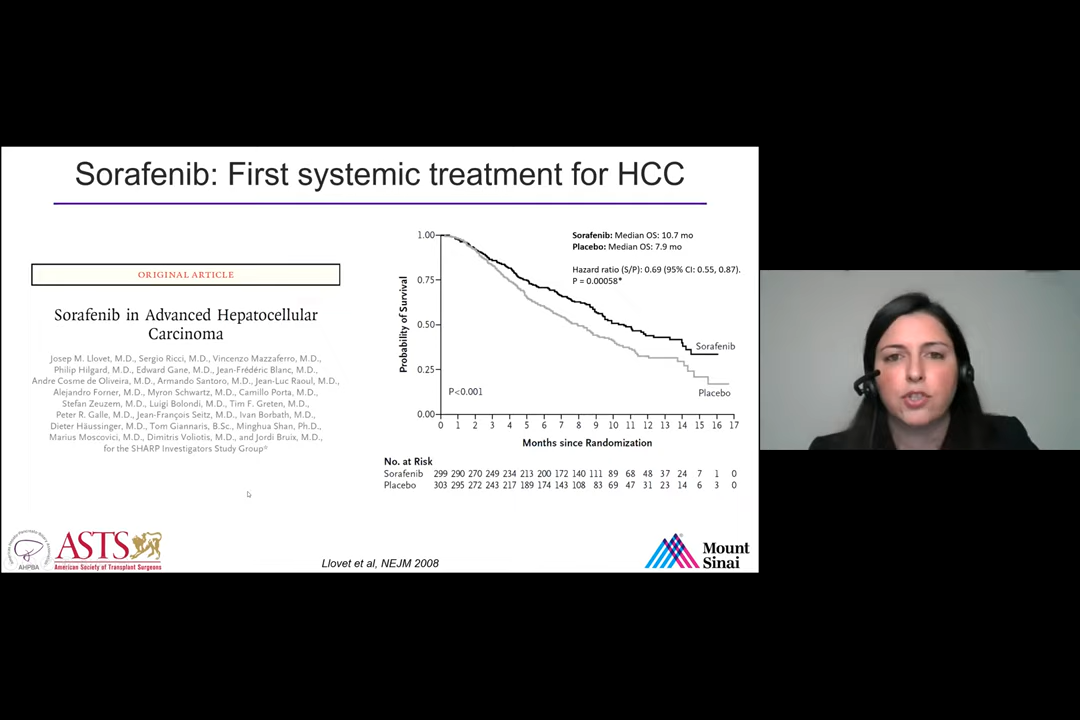 Sorafenib: First systemic treatment for HCC
ORIGINAL ARTICLE
Sorafenib in Advanced Hepatocellular
Carcinoma
Josep M. Llovet, M.D., Sergio Ricci, M.D., Vincenzo Mazzaferro, M.D.,
Philip Hilgard, M.D., Edward Gane, M.D., Jean-Frédéric Blanc, M.D.,
Andre Cosme de Oliveira, M.D., Armando Santoro, M.D., Jean-Luc Raoul, M.D.,
Alejandro Forner, M.D., Myron Schwartz, M.D., Camillo Porta, M.D.,
Stefan Zeuzem, M.D., Luigi Bolondi, M.D., Tim F. Greten, M.D.,
Peter R. Galle, M.D., Jean-François Seitz, M.D., Ivan Borbath, M.D.,
Dieter Häussinger, M.D., Tom Giannaris, B.Sc., Minghua Shan, Ph.D.,
Marius Moscovici, M.D., Dimitris Voliotis, M.D., and Jordi Bruix, M.D.,
for the SHARP Investigators Study Group*
Sorafenib: Median OS: 10.7 mo
Placebo: Median OS: 7.9 mo
Hazard ratio (S/P): 0.69 (95% CI: 0.55, 0.87).
P = 0.00058*
Probability of Survival
1.00
0.75
0.50
0.25
0.00
P<0.001
Sorafenib
Placebo
0 1 2 3 4 5 6 7 8 9 10 11 12 13 14 15 16 17
Months since Randomization
No. at Risk
Sorafenib 299 290 270 249 234 213 200 172 140 111 89 68 48 37 24 7 1 0
Placebo 303 295 272 243 217 189 174 143 108 83 69 47 31 23 14 6 3 0
AHPBA
ASTS
American Society of Transplant Surgeons
Llovet et al, NEJM 2008
Mount
Sinai